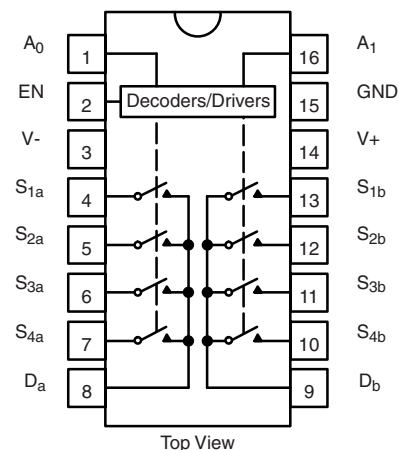 A0 1 16 A1
EN 2 Decoders/Drivers 15 GND
V- 3 14 V+
S1a 4 13 S1b
S2a 5 12 S2b
S3a 6 11 S3b
S4a 7 10 S4b
Da 8 9 Db
Top View